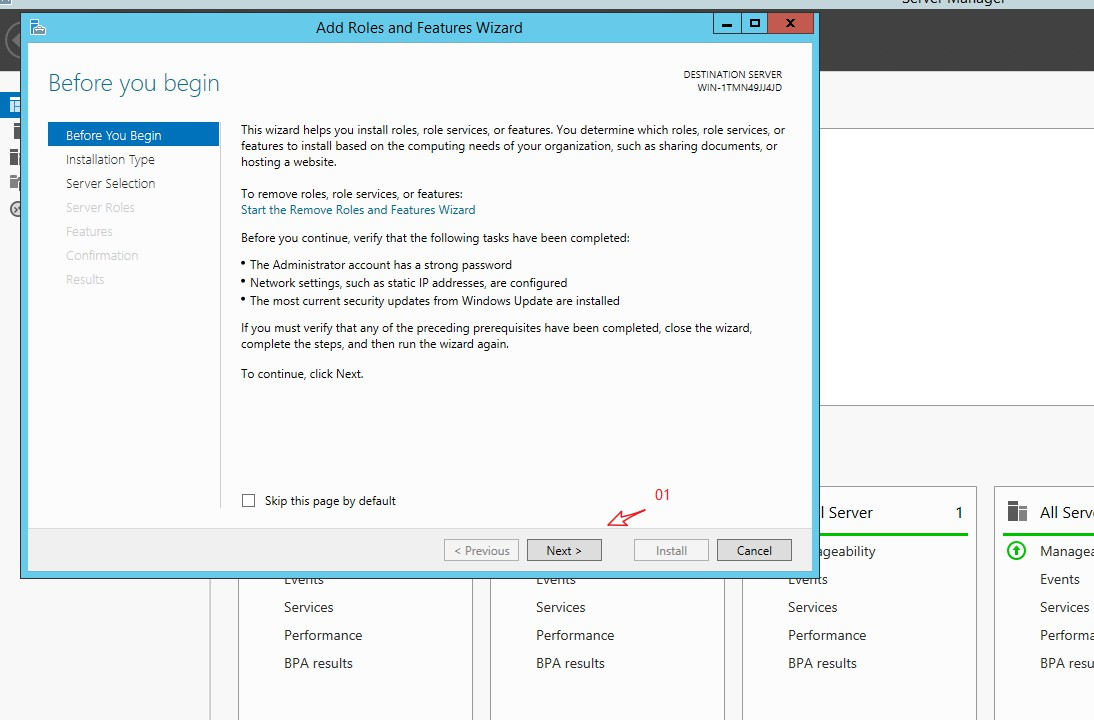 Add Roles and Features Wizard
Before you begin
DESTINATION SERVER
WIN-1TMN49JJ4JD
Before You Begin
Installation Type
Server Selection
Server Roles
Features
Confirmation
Results
This wizard helps you install roles, role services, or features. You determine which roles, role services, or
features to install based on the computing needs of your organization, such as sharing documents, or
hosting a website.
To remove roles, role services, or features:
Start the Remove Roles and Features Wizard
Before you continue, verify that the following tasks have been completed:
• The Administrator account has a strong password
• Network settings, such as static IP addresses, are configured
• The most current security updates from Windows Update are installed
If you must verify that any of the preceding prerequisites have been completed, close the wizard,
complete the steps, and then run the wizard again.
To continue, click Next.
Skip this page by default
01
< Previous
Next >
Install
Cancel
l Server 1
ageability
Events
Services
Performance
BPA results
Events
Services
Performance
BPA results
Events
Services
Performance
BPA results
All Serv
Managea
Events
Services
Performa
BPA resu